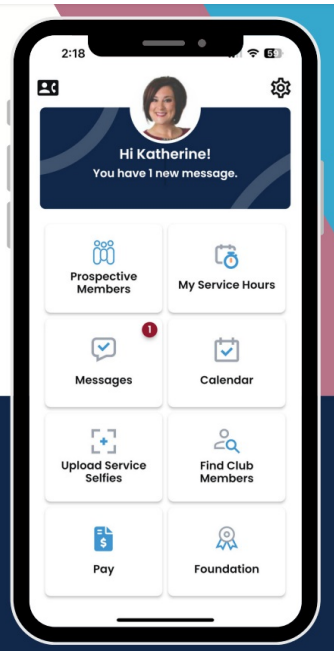 2:18
59
Hi Katherine!
You have 1 new message.
Prospective
Members
My Service Hours
1
Messages
Calendar
Upload Service
Selfies
Find Club
Members
$
Pay
Foundation